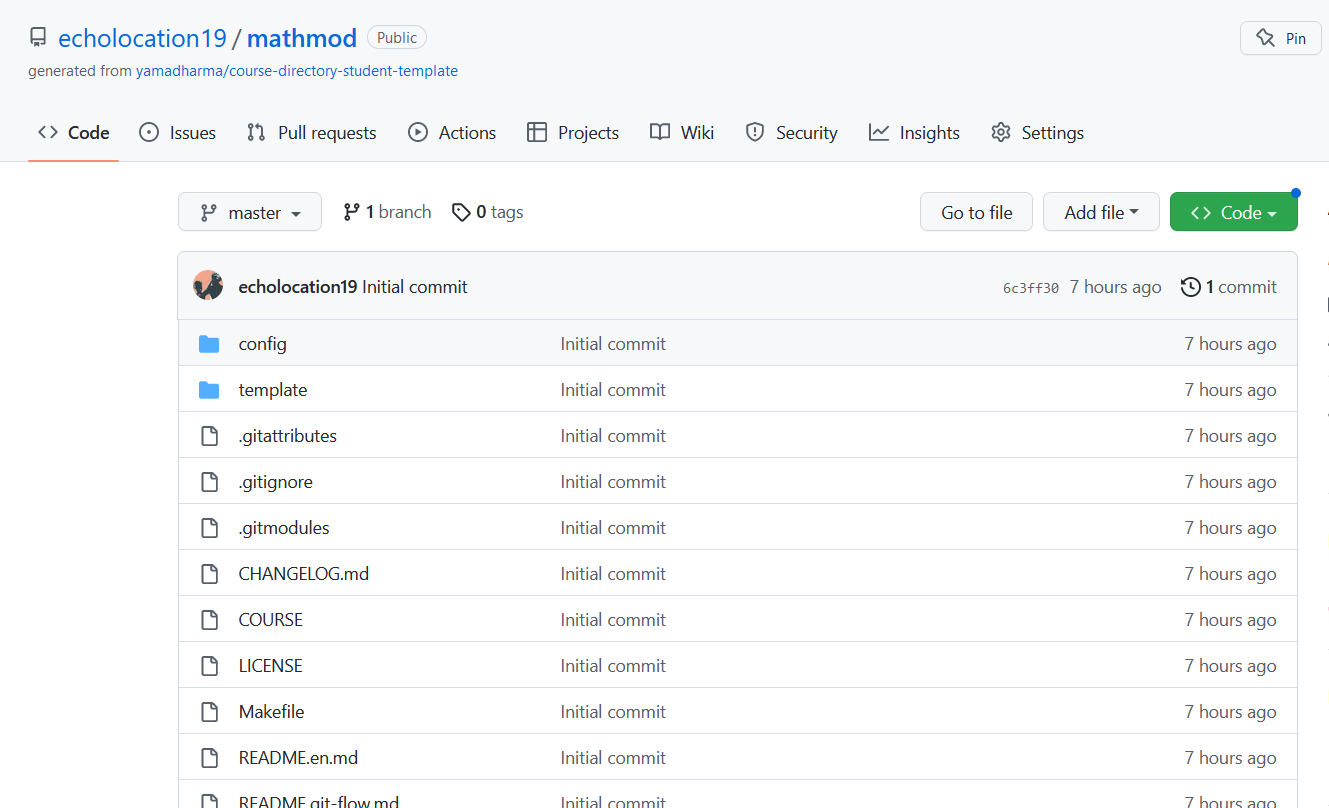 echolocation19 / mathmod Public Pin
generated from yamadharma/course-directory-student-template
Code Issues Pull requests Actions Projects Wiki Security Insights Settings
master 1 branch 0 tags Go to file Add file Code
echolocation19 Initial commit 6c3ff30 7 hours ago 1 commit
config Initial commit 7 hours ago
template Initial commit 7 hours ago
.gitattributes Initial commit 7 hours ago
.gitignore Initial commit 7 hours ago
.gitmodules Initial commit 7 hours ago
CHANGELOG.md Initial commit 7 hours ago
COURSE Initial commit 7 hours ago
LICENSE Initial commit 7 hours ago
Makefile Initial commit 7 hours ago
README.en.md Initial commit 7 hours ago
README.git-flow.md Initial commit 7 hours ago